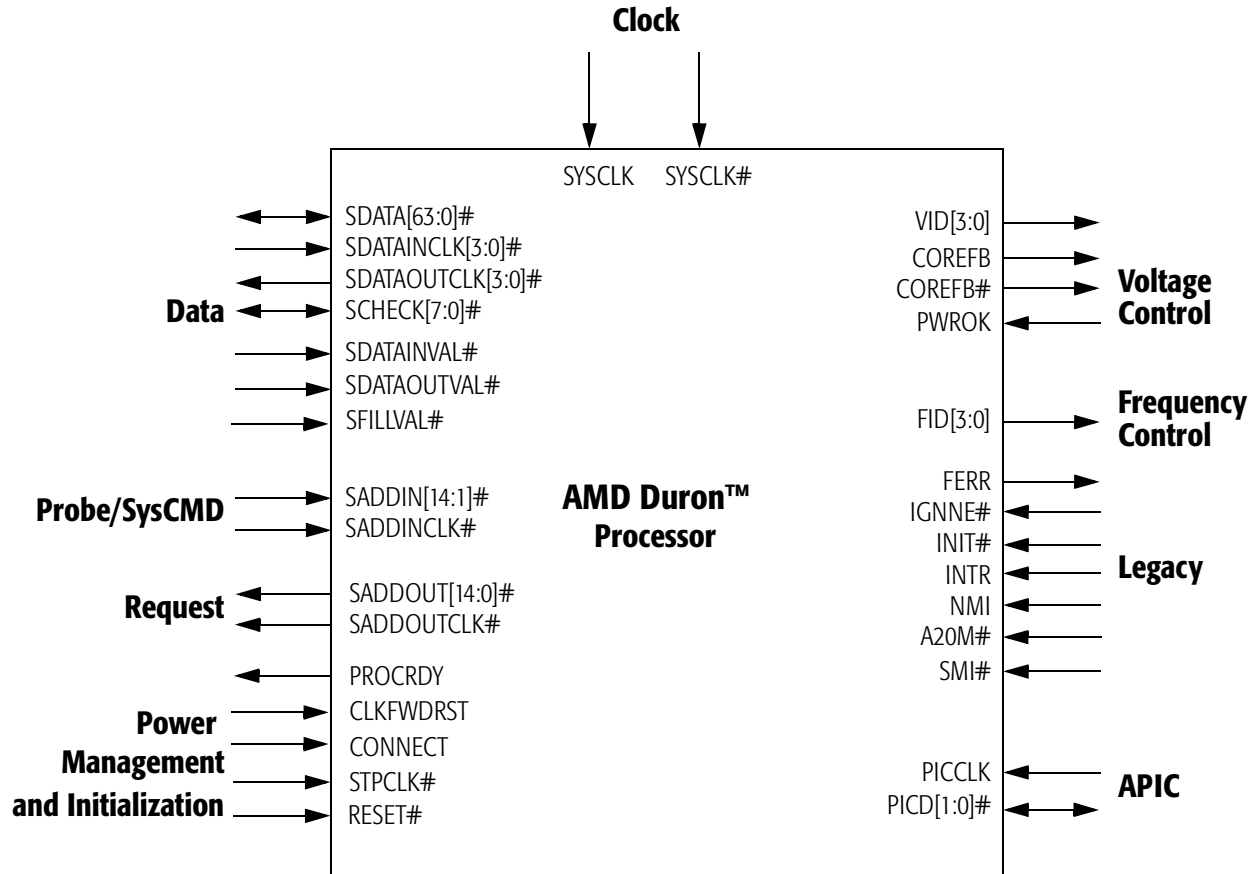 Clock
SYSCLK SYSCLK#
Data
SDATA[63:0]#
SDATAINCLK[3:0]#
SDATAOUTCLK[3:0]#
SCHECK[7:0]#
SDATAINVAL#
SDATAOUTVAL#
SFILLVAL#
Probe/SysCMD
SADDIN[14:1]#
SADDINCLK#
Request
SADDOUT[14:0]#
SADDOUTCLK#
Power
Management
and Initialization
PROCRDY
CLKFWDRST
CONNECT
STPCLK#
RESET#
AMD Duron™
Processor
VID[3:0]
COREFB
COREFB#
PWROK
Voltage
Control
FID[3:0]
Frequency
Control
FERR
IGNNE#
INIT#
INTR
NMI
A20M#
SMI#
Legacy
PICCLK
PICD[1:0]#
APIC